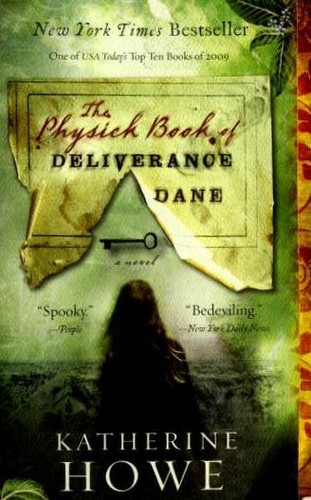 New York Times Bestseller
One of USA Today's Top Ten Books of 2009
The
Physick Book of
DELIVERANCE
DANE
a novel
"Spooky."
—People
"Bedeviling."
—New York Daily News
KATHERINE
HOWE